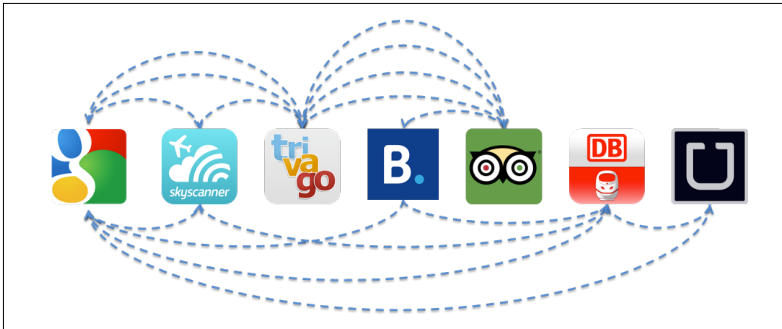 g
skyscanner
tri
va
go
B.
DB
U